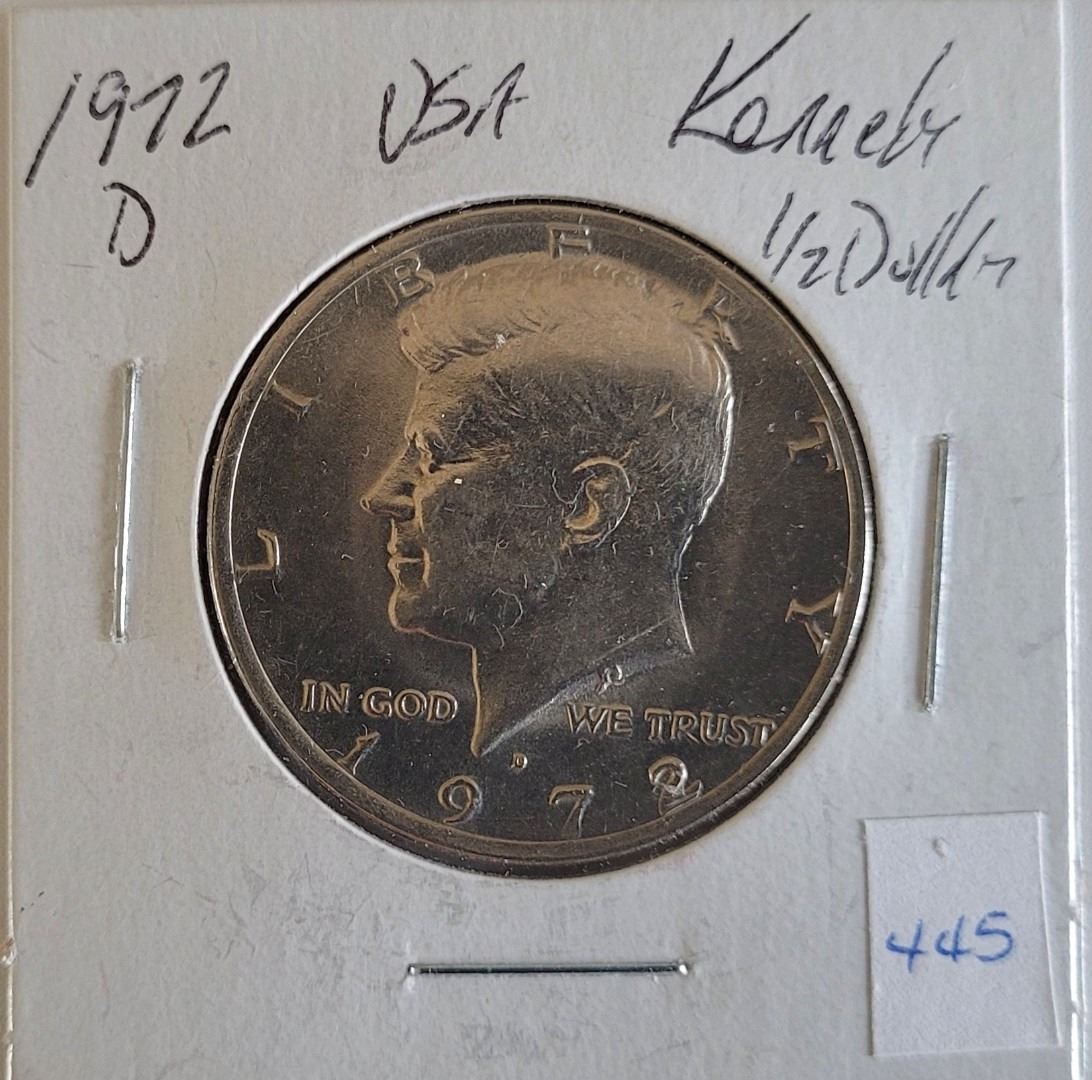 1972 USA Kennedy
D 1/2 Dollar
LIBERTY
IN GOD WE TRUST
D
1972
445